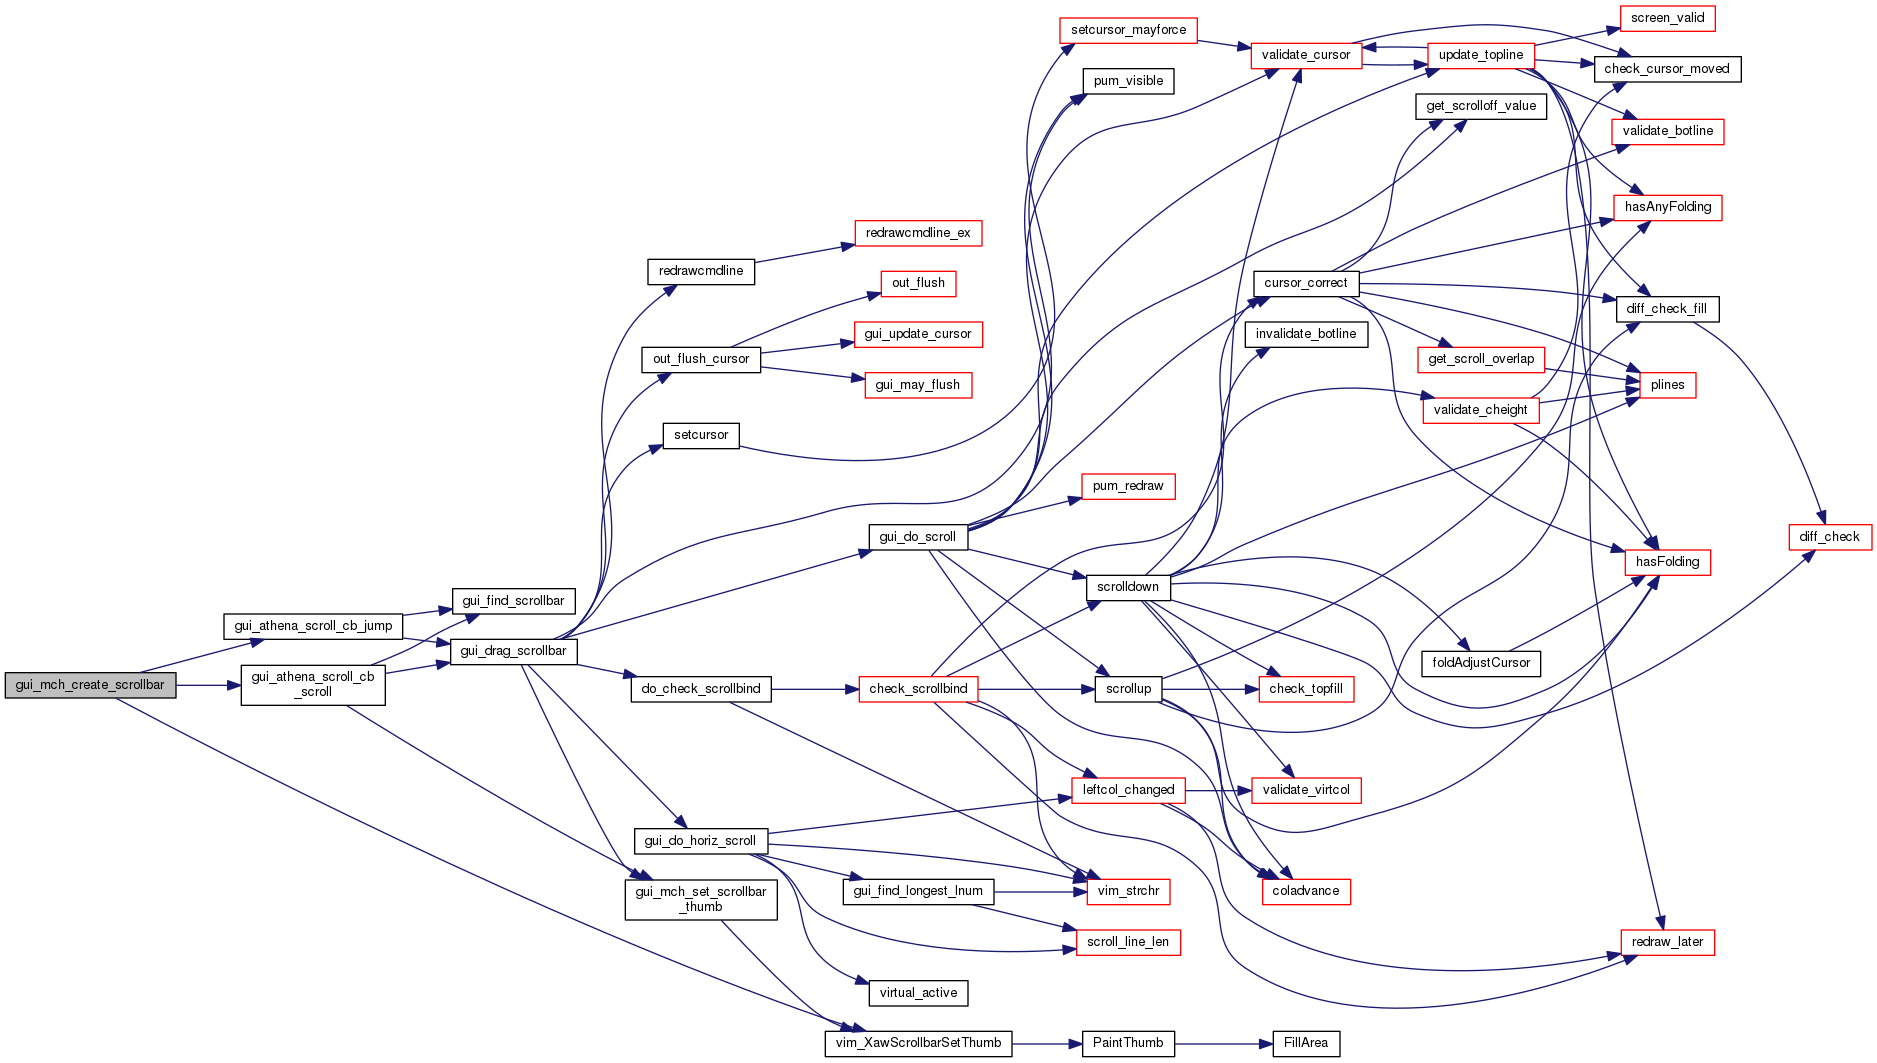 gui_mch_create_scrollbar
gui_athena_scroll_cb_jump
gui_athena_scroll_cb
_scroll
gui_find_scrollbar
gui_drag_scrollbar
redrawcmdline
out_flush_cursor
setcursor
do_check_scrollbind
gui_do_horiz_scroll
gui_mch_set_scrollbar
_thumb
redrawcmdline_ex
out_flush
gui_update_cursor
gui_may_flush
gui_do_scroll
check_scrollbind
gui_find_longest_lnum
virtual_active
vim_XawScrollbarSetThumb
setcursor_mayforce
pum_visible
pum_redraw
scrolldown
scrollup
leftcol_changed
vim_strchr
scroll_line_len
PaintThumb
validate_cursor
cursor_correct
invalidate_botline
check_topfill
validate_virtcol
coladvance
FillArea
update_topline
get_scrolloff_value
get_scroll_overlap
validate_cheight
foldAdjustCursor
screen_valid
check_cursor_moved
validate_botline
hasAnyFolding
diff_check_fill
plines
hasFolding
redraw_later
diff_check